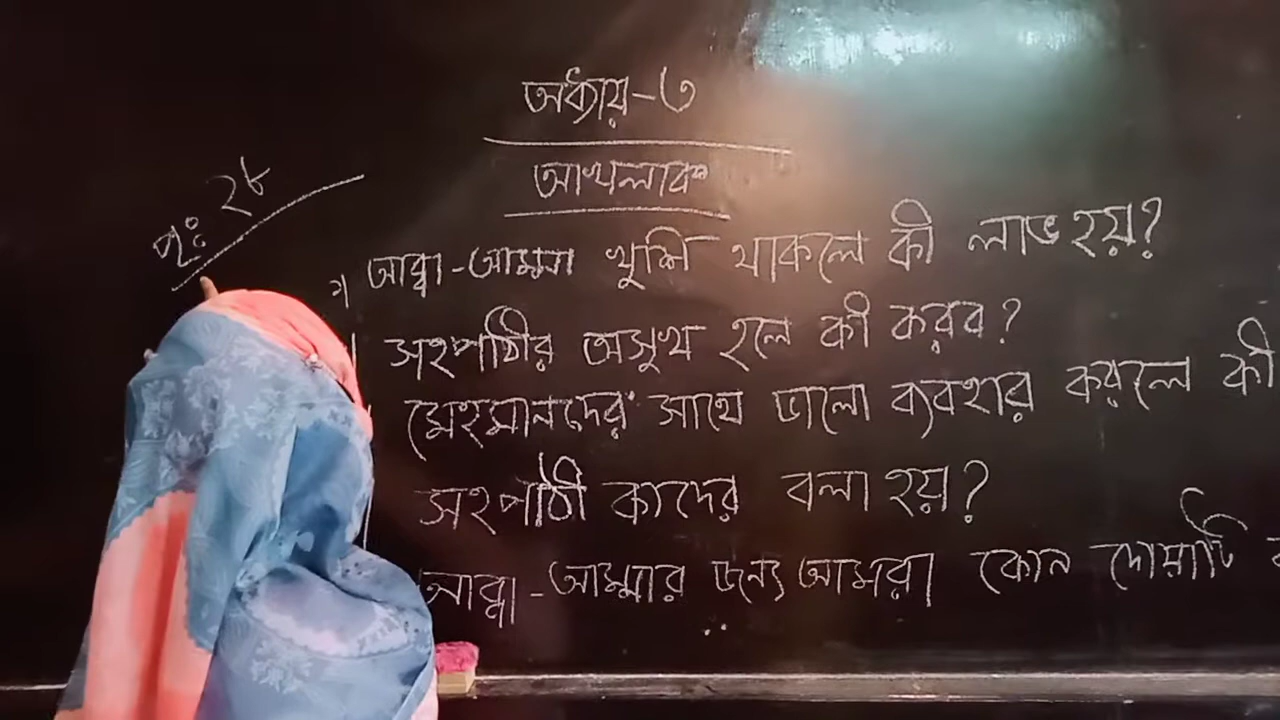 অধ্যায়-৩
আখলাক
পৃঃ ২৮
১। আব্বা-আম্মা খুশি থাকলে কী লাভ হয়?
সহপাঠীর অসুখ হলে কী করব?
মেহমানদের সাথে ভালো ব্যবহার করলে কী
সহপাঠী কাদের বলা হয়?
আব্বা-আম্মার জন্য আমরা কোন দোয়াটি